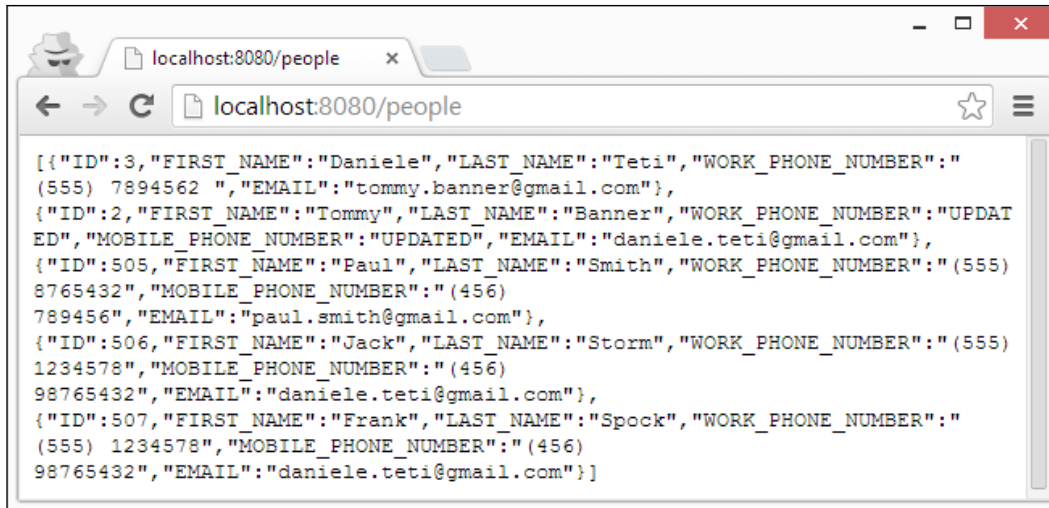 localhost:8080/people
localhost:8080/people
[{"ID":3,"FIRST_NAME":"Daniele","LAST_NAME":"Teti","WORK_PHONE_NUMBER":"
(555) 7894562 ","EMAIL":"tommy.banner@gmail.com"},
{"ID":2,"FIRST_NAME":"Tommy","LAST_NAME":"Banner","WORK_PHONE_NUMBER":"UPDAT
ED","MOBILE_PHONE_NUMBER":"UPDATED","EMAIL":"daniele.teti@gmail.com"},
{"ID":505,"FIRST_NAME":"Paul","LAST_NAME":"Smith","WORK_PHONE_NUMBER":"(555)
8765432","MOBILE_PHONE_NUMBER":"(456)
789456","EMAIL":"paul.smith@gmail.com"},
{"ID":506,"FIRST_NAME":"Jack","LAST_NAME":"Storm","WORK_PHONE_NUMBER":"(555)
1234578","MOBILE_PHONE_NUMBER":"(456)
98765432","EMAIL":"daniele.teti@gmail.com"},
{"ID":507,"FIRST_NAME":"Frank","LAST_NAME":"Spock","WORK_PHONE_NUMBER":"
(555) 1234578","MOBILE_PHONE_NUMBER":"(456)
98765432","EMAIL":"daniele.teti@gmail.com"}]